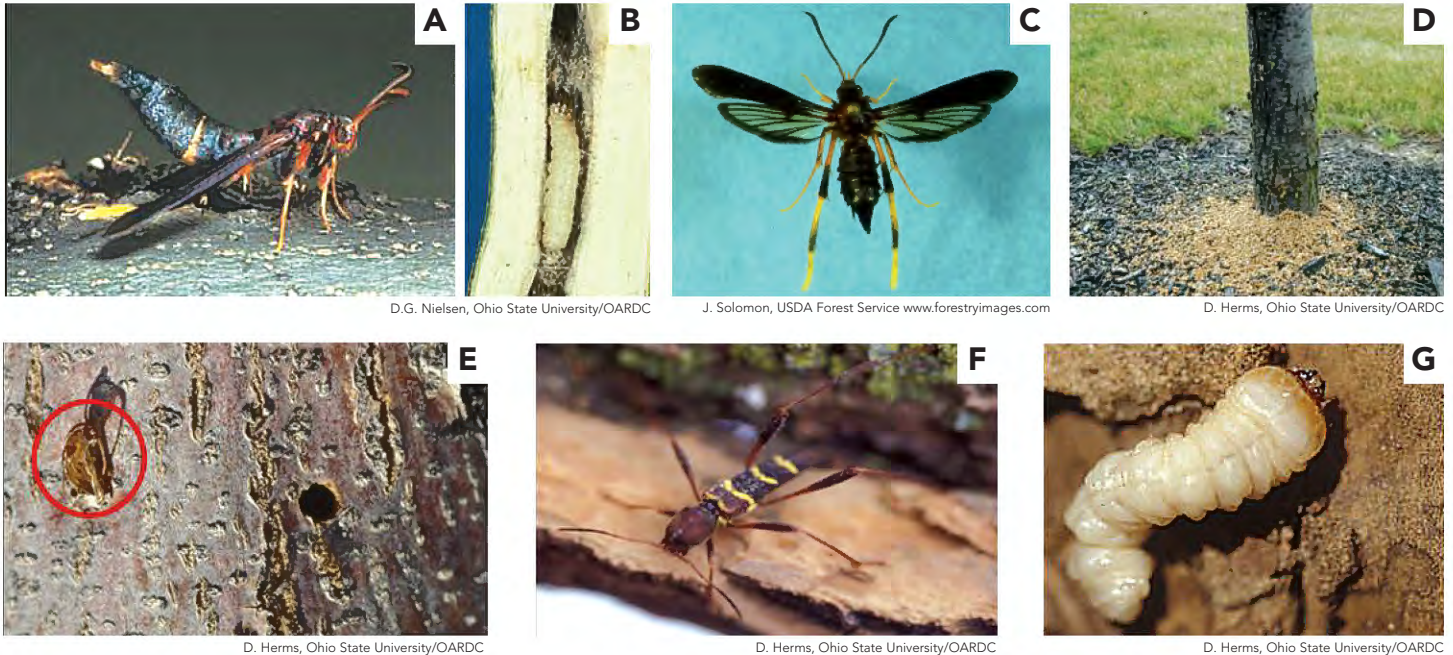 A
B
C
D
D.G. Nielsen, Ohio State University/OARDC
J. Solomon, USDA Forest Service www.forestryimages.com
D. Herms, Ohio State University/OARDC
E
F
G
D. Herms, Ohio State University/OARDC
D. Herms, Ohio State University/OARDC
D. Herms, Ohio State University/OARDC